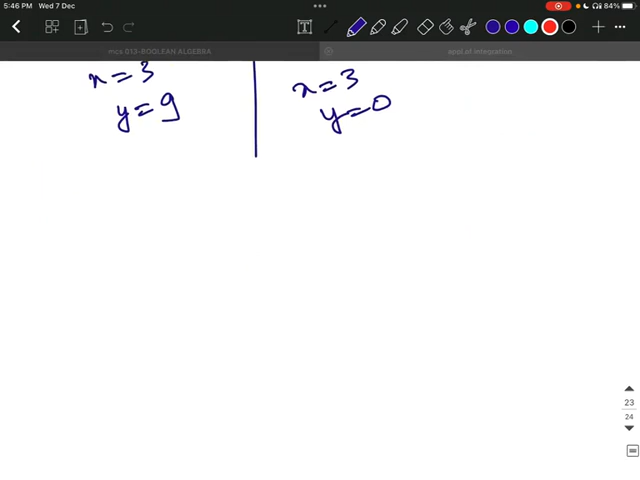 5:46 PM Wed 7 Dec
84%
mcs 013-BOOLEAN ALGEBRA
appl.of integration
T
x = 3
y = 9
x = 3
y = 0
23
24